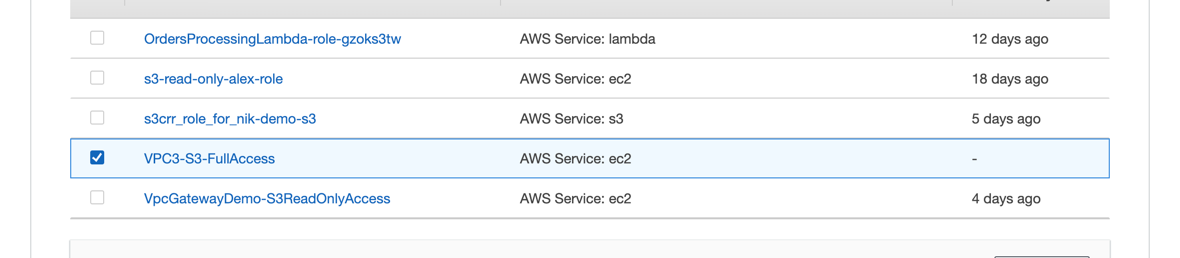 OrdersProcessingLambda-role-gzoks3tw AWS Service: lambda 12 days ago
s3-read-only-alex-role AWS Service: ec2 18 days ago
s3crr_role_for_nik-demo-s3 AWS Service: s3 5 days ago
VPC3-S3-FullAccess AWS Service: ec2 -
VpcGatewayDemo-S3ReadOnlyAccess AWS Service: ec2 4 days ago